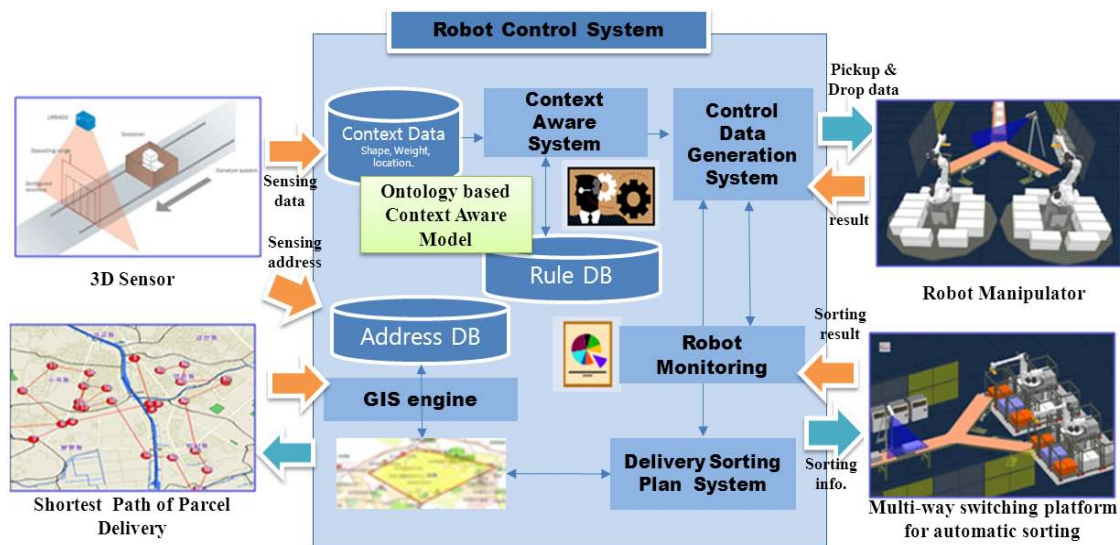 Robot Control System
Pickup &
Drop data
Context Data
Shape, Weight,
location.
Context
Aware
System
Control
Data
Generation
System
Sensing
data
Ontology based
Context Aware
Model
result
Sensing
address
3D Sensor
Rule DB
Robot Manipulator
Address DB
Sorting
result
Robot
Monitoring
GIS engine
Delivery Sorting
Plan System
Sorting
info.
Shortest Path of Parcel
Delivery
Multi-way switching platform
for automatic sorting